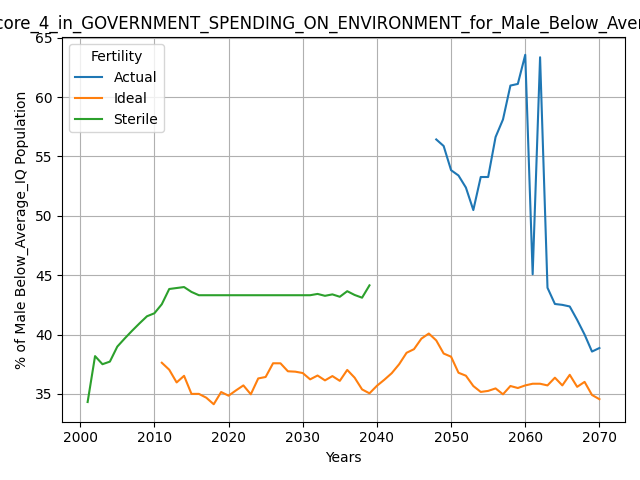 core_4_in_GOVERNMENT_SPENDING_ON_ENVIRONMENT_for_Male_Below_Aver
65
60
55
50
45
40
35
% of Male Below_Average_IQ Population
Fertility
Actual
Ideal
Sterile
2000 2010 2020 2030 2040 2050 2060 2070
Years